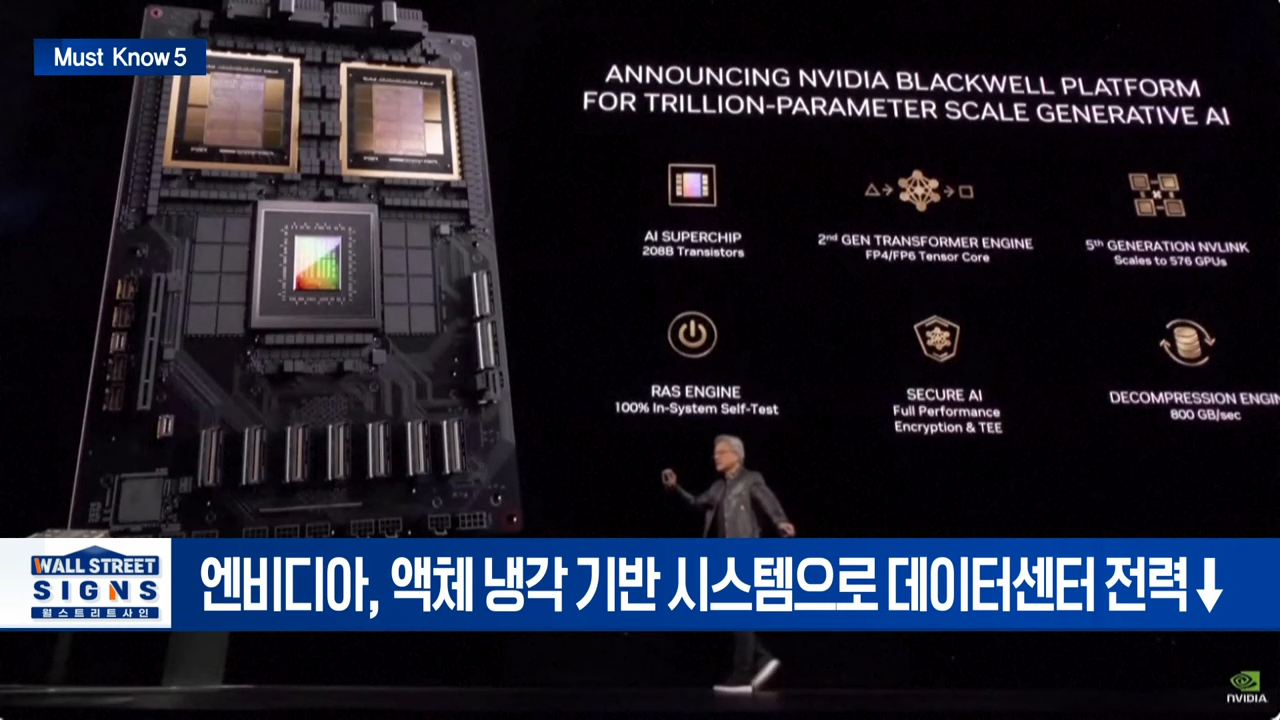 Must Know 5
ANNOUNCING NVIDIA BLACKWELL PLATFORM
FOR TRILLION-PARAMETER SCALE GENERATIVE AI
AI SUPERCHIP
208B Transistors
2nd GEN TRANSFORMER ENGINE
FP4/FP6 Tensor Core
5th GENERATION NVLINK
Scales to 576 GPUs
RAS ENGINE
100% In-System Self-Test
SECURE AI
Full Performance
Encryption & TEE
DECOMPRESSION ENGIN
800 GB/sec
WALL STREET
SIGNS
월스트리트사인
엔비디아, 액체 냉각 기반 시스템으로 데이터센터 전력↓
NVIDIA